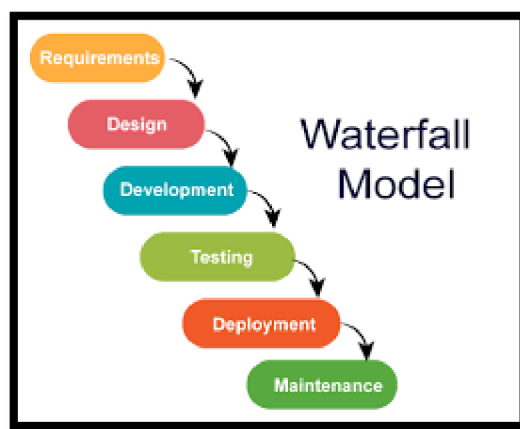 Requirements
Design
Waterfall
Model
Development
Testing
Deployment
Maintenance